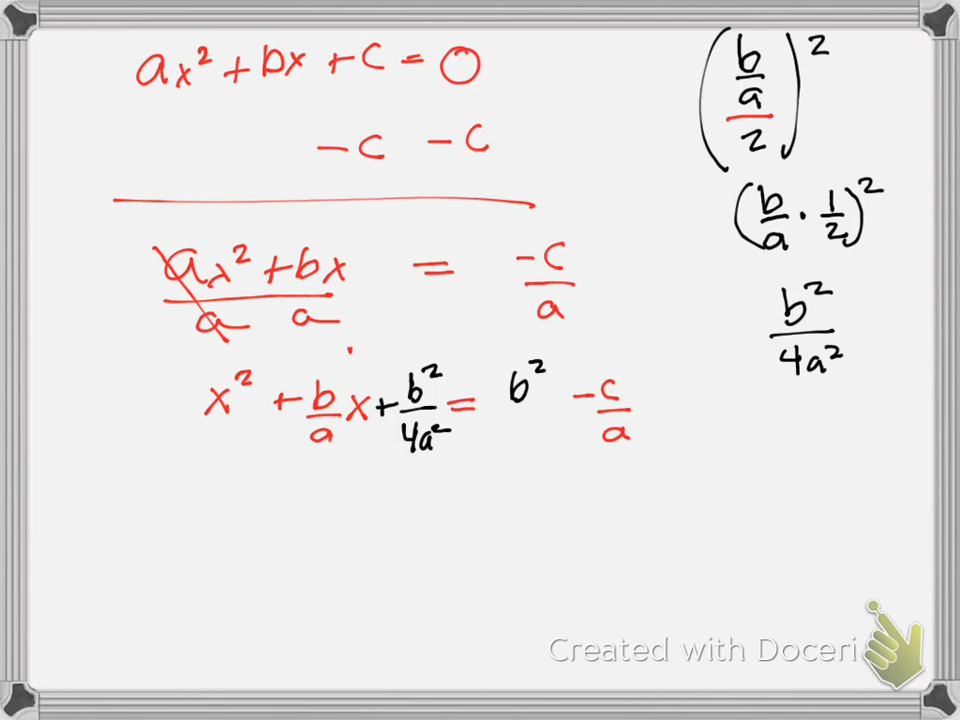 ax² + bx + c = 0
- c - c
ax² + bx = -c
a a a
x² + b/a x + b²/4a² = b² - c/a
(b/a/2)²
(b/a · 1/2)²
b²/4a²
Created with Doceri